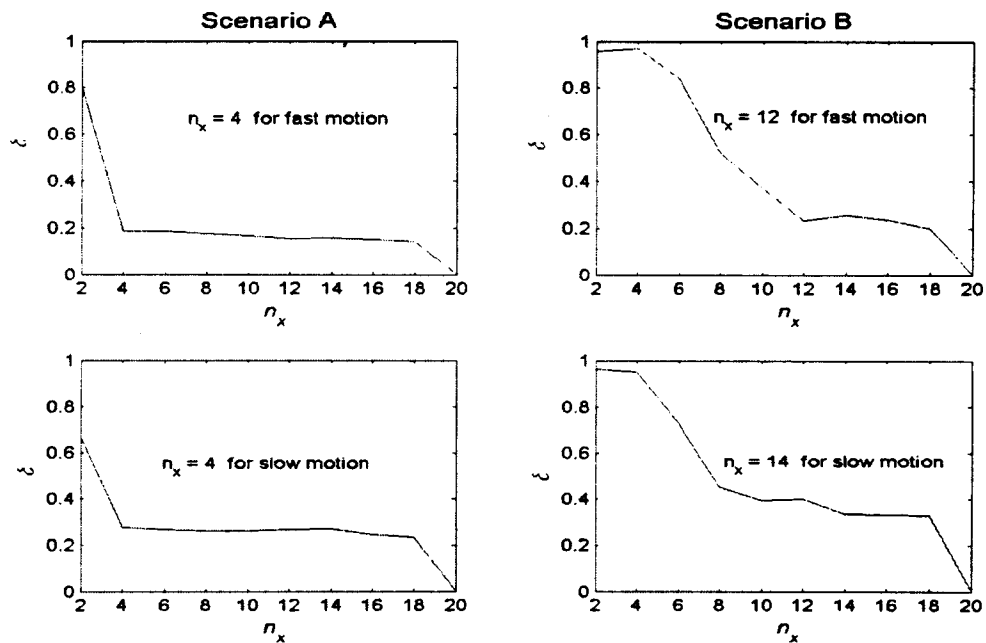 Scenario A
1
0.8
0.6
0.4
0.2
0
ξ
n_x = 4 for fast motion
2 4 6 8 10 12 14 16 18 20
n_x
Scenario B
1
0.8
0.6
0.4
0.2
0
ξ
n_x = 12 for fast motion
2 4 6 8 10 12 14 16 18 20
n_x
1
0.8
0.6
0.4
0.2
0
ξ
n_x = 4 for slow motion
2 4 6 8 10 12 14 16 18 20
n_x
1
0.8
0.6
0.4
0.2
0
ξ
n_x = 14 for slow motion
2 4 6 8 10 12 14 16 18 20
n_x